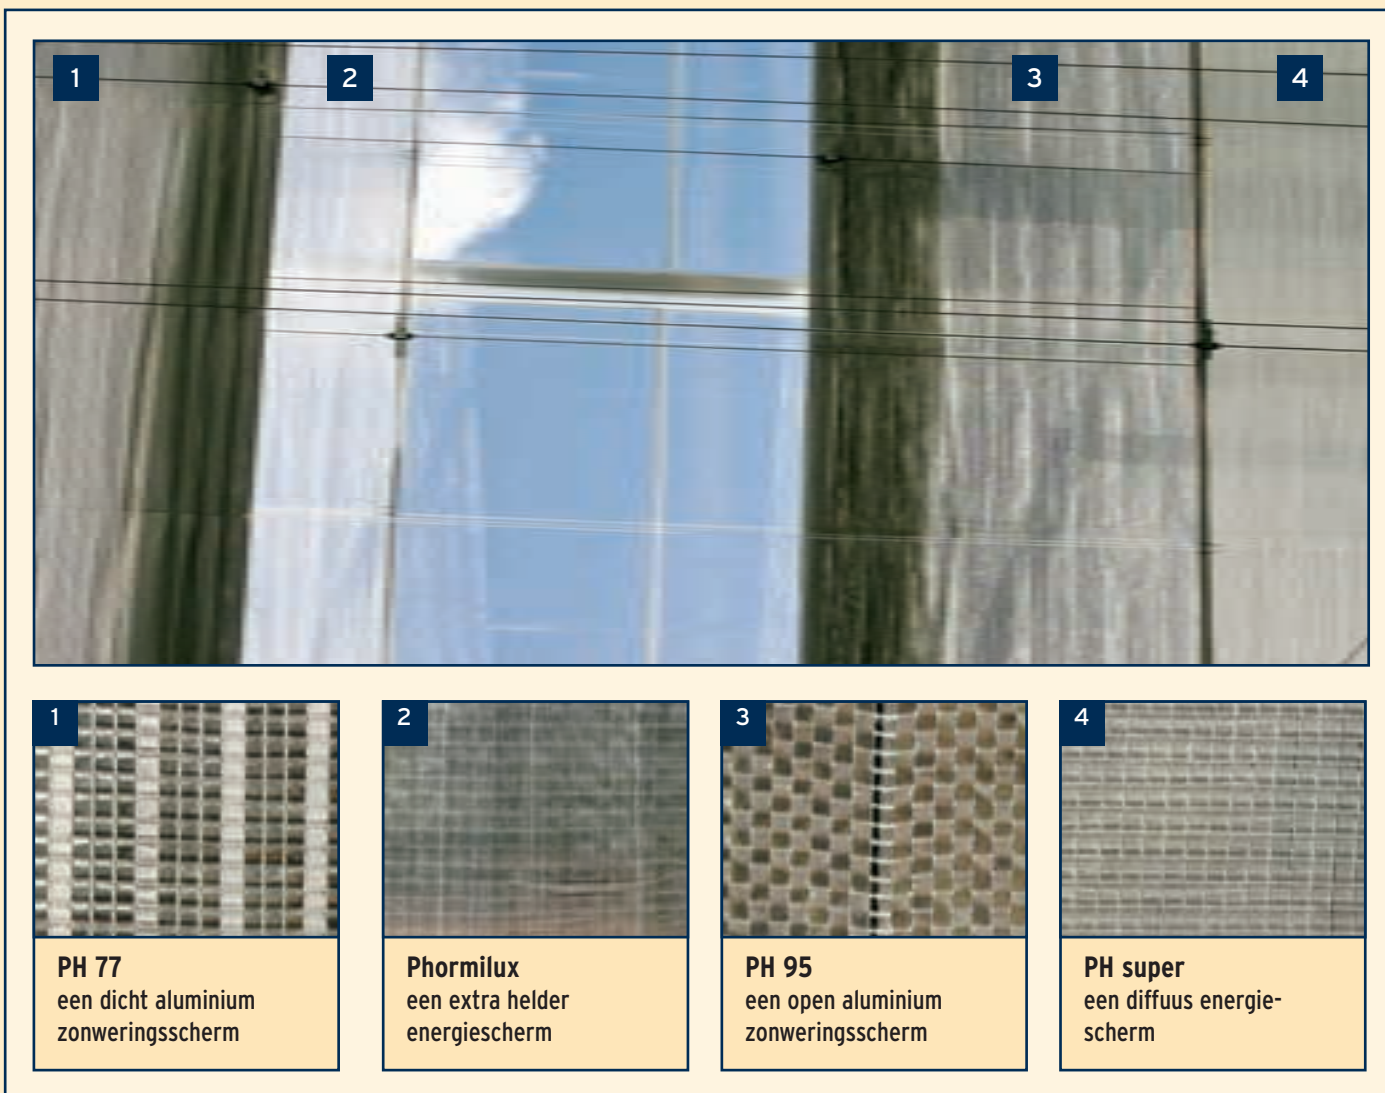 1
2
3
4
1
2
3
4
PH 77
een dicht aluminium
zonweringsscherm
Phormilux
een extra helder
energiescherm
PH 95
een open aluminium
zonweringsscherm
PH super
een diffuus energie-
scherm